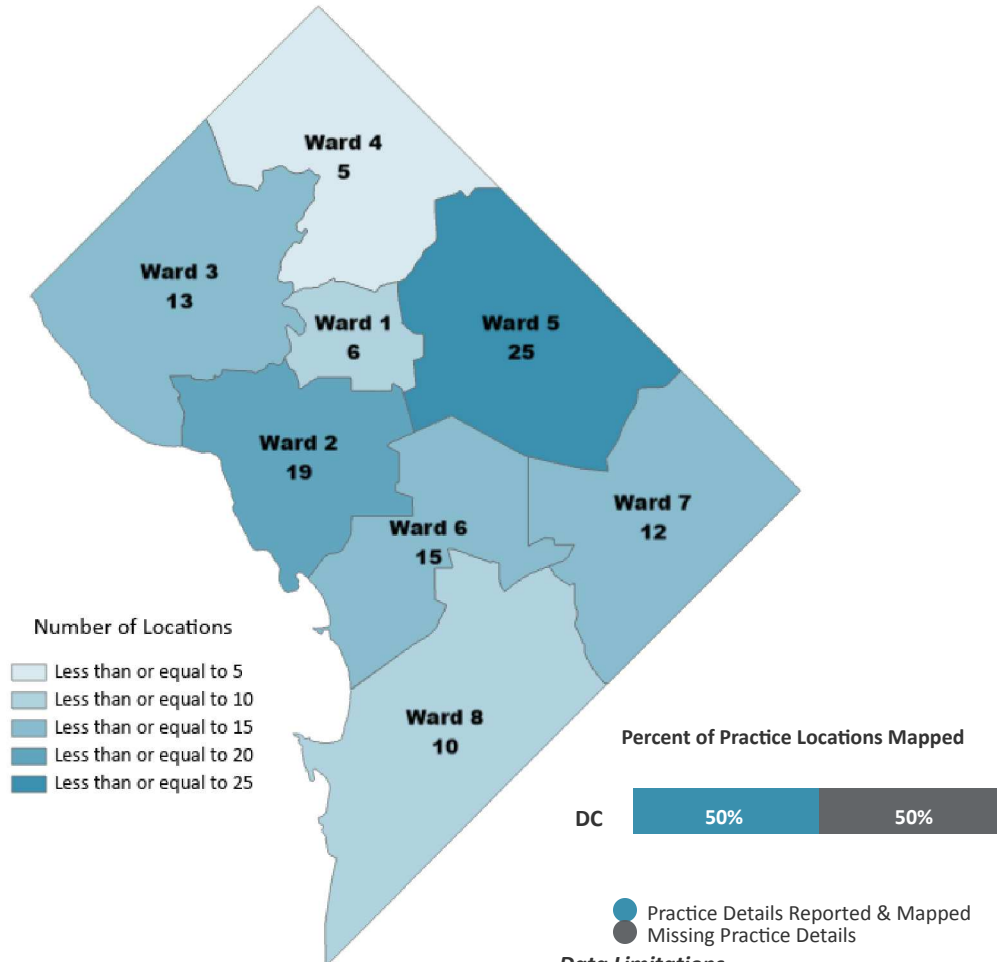 Ward 4
5
Ward 3
13
Ward 1
6
Ward 5
25
Ward 2
19
Ward 7
12
Ward 6
15
Ward 8
10
Number of Locations
Less than or equal to 5
Less than or equal to 10
Less than or equal to 15
Less than or equal to 20
Less than or equal to 25
Percent of Practice Locations Mapped
DC 50% 50%
Practice Details Reported & Mapped
Missing Practice Details
Data Limitations